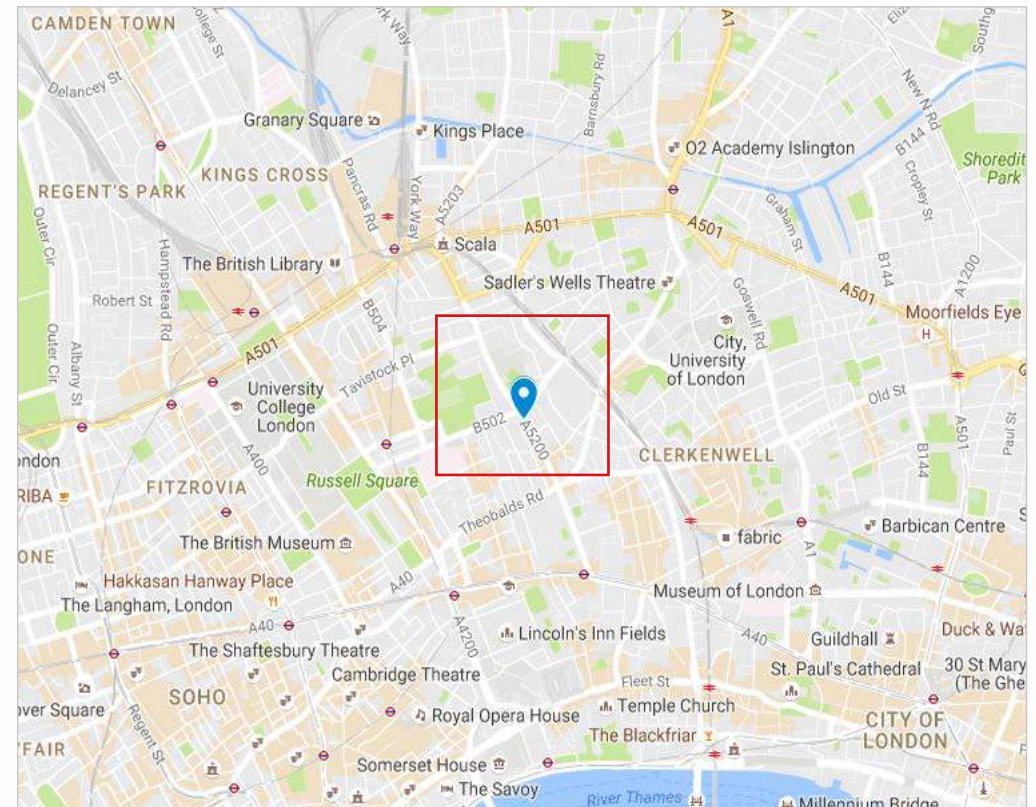 CAMDEN TOWN
College St
York Way
A1
Southg
Delancey St
Barnsbury Rd
New N Rd
Granary Square
Kings Place
B144
O2 Academy Islington
Shoredit
Park
KINGS CROSS
REGENT'S PARK
Pancras Rd
York Way
A5203
Cropley St
Outer Cir
Graham St
A501
A501
Hampstead Rd
Scala
The British Library
B144
A1200
Sadler's Wells Theatre
Goswell Rd
A501
Robert St
B504
Moorfields Eye
Outer Cir
Albany St
A501
City,
University
of London
Tavistock Pl
University
College
London
Old St
B502
A5200
A501
Paul St
ondon
A400
CLERKENWELL
B144
RIBA
FITZROVIA
Russell Square
Theobalds Rd
fabric
Barbican Centre
The British Museum
A1
ONE
Hakkasan Hanway Place
A40
The Langham, London
Museum of London
A40
A4200
Lincoln's Inn Fields
A40
Guildhall
Duck & Wa
The Shaftesbury Theatre
Cambridge Theatre
St. Paul's Cathedral
30 St Mary
(The Ghe
Fleet St
SOHO
over Square
Regent St
Royal Opera House
Temple Church
CITY OF
LONDON
The Blackfriar
FAIR
Somerset House
The Savoy
River Thames
Millennium Bridge